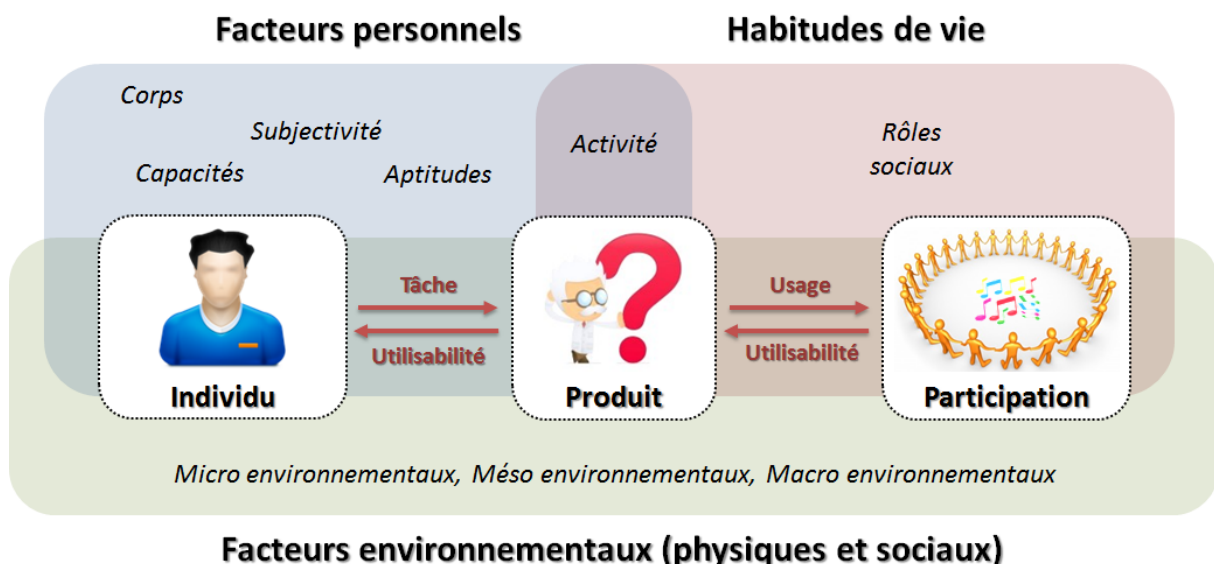 Facteurs personnels
Habitudes de vie
Corps
Subjectivité
Capacités
Aptitudes
Activité
Rôles
sociaux
Tâche
Utilisabilité
Usage
Utilisabilité
Individu
Produit
Participation
Micro environnementaux, Méso environnementaux, Macro environnementaux
Facteurs environnementaux (physiques et sociaux)